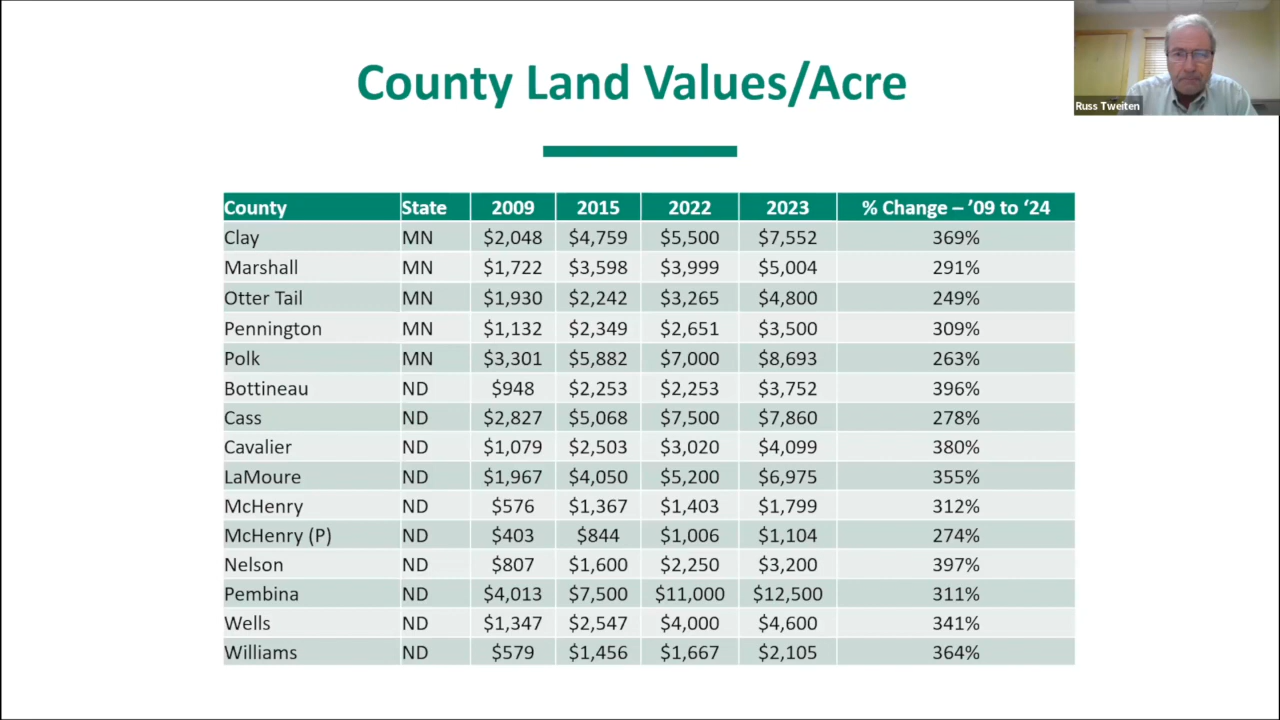 County Land Values/Acre
Russ Tweiten
County State 2009 2015 2022 2023 % Change – ’09 to ‘24
Clay MN $2,048 $4,759 $5,500 $7,552 369%
Marshall MN $1,722 $3,598 $3,999 $5,004 291%
Otter Tail MN $1,930 $2,242 $3,265 $4,800 249%
Pennington MN $1,132 $2,349 $2,651 $3,500 309%
Polk MN $3,301 $5,882 $7,000 $8,693 263%
Bottineau ND $948 $2,253 $2,253 $3,752 396%
Cass ND $2,827 $5,068 $7,500 $7,860 278%
Cavalier ND $1,079 $2,503 $3,020 $4,099 380%
LaMoure ND $1,967 $4,050 $5,200 $6,975 355%
McHenry ND $576 $1,367 $1,403 $1,799 312%
McHenry (P) ND $403 $844 $1,006 $1,104 274%
Nelson ND $807 $1,600 $2,250 $3,200 397%
Pembina ND $4,013 $7,500 $11,000 $12,500 311%
Wells ND $1,347 $2,547 $4,000 $4,600 341%
Williams ND $579 $1,456 $1,667 $2,105 364%